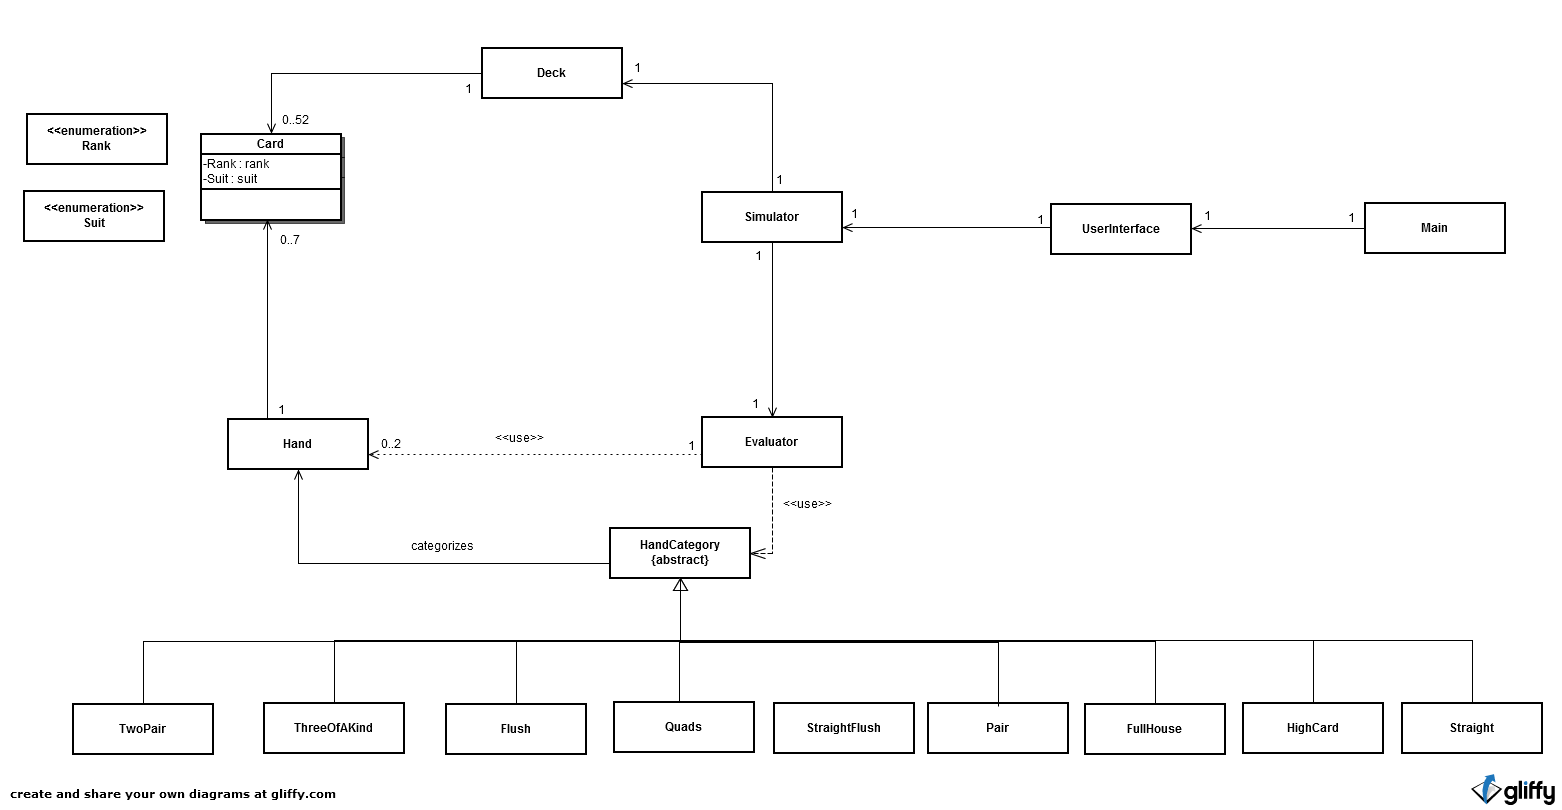 Deck
1
1
0..52
<<enumeration>>
Rank
Card
-Rank : rank
-Suit : suit
<<enumeration>>
Suit
0..7
1
Simulator
1
1
1
UserInterface
1
1
Main
1
1
Hand
0..2
<<use>>
1
Evaluator
<<use>>
categorizes
HandCategory
{abstract}
TwoPair
ThreeOfAKind
Flush
Quads
StraightFlush
Pair
FullHouse
HighCard
Straight
create and share your own diagrams at gliffy.com
gliffy